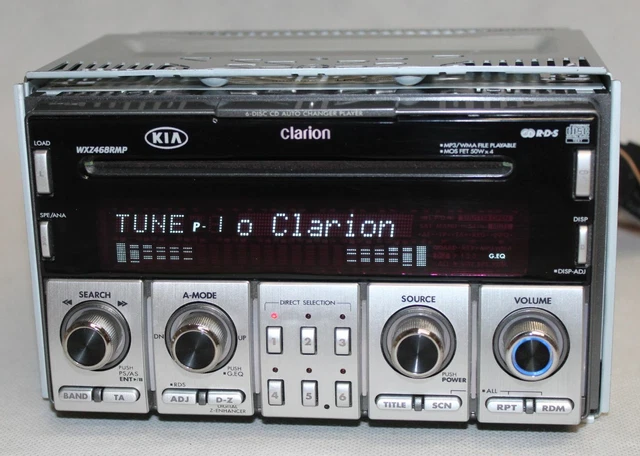 6-DISC CD AUTO CHANGER PLAYER
LOAD
WXZ468RMP
KIA
clarion
MP3/WMA FILE PLAYABLE
MOS FET 50W×4
R·D·S
SPE/ANA
DISP
TUNE P- 1 o Clarion
G.EQ
DISP-ADJ
SEARCH
A-MODE
DIRECT SELECTION
SOURCE
VOLUME
DN
UP
1
2
3
PUSH
PS/AS
ENT
PUSH
G.EQ
PUSH
POWER
BAND
TA
RDS
ADJ
D-Z
DIGITAL
Z-ENHANCER
4
5
6
TITLE
SCN
ALL
RPT
RDM